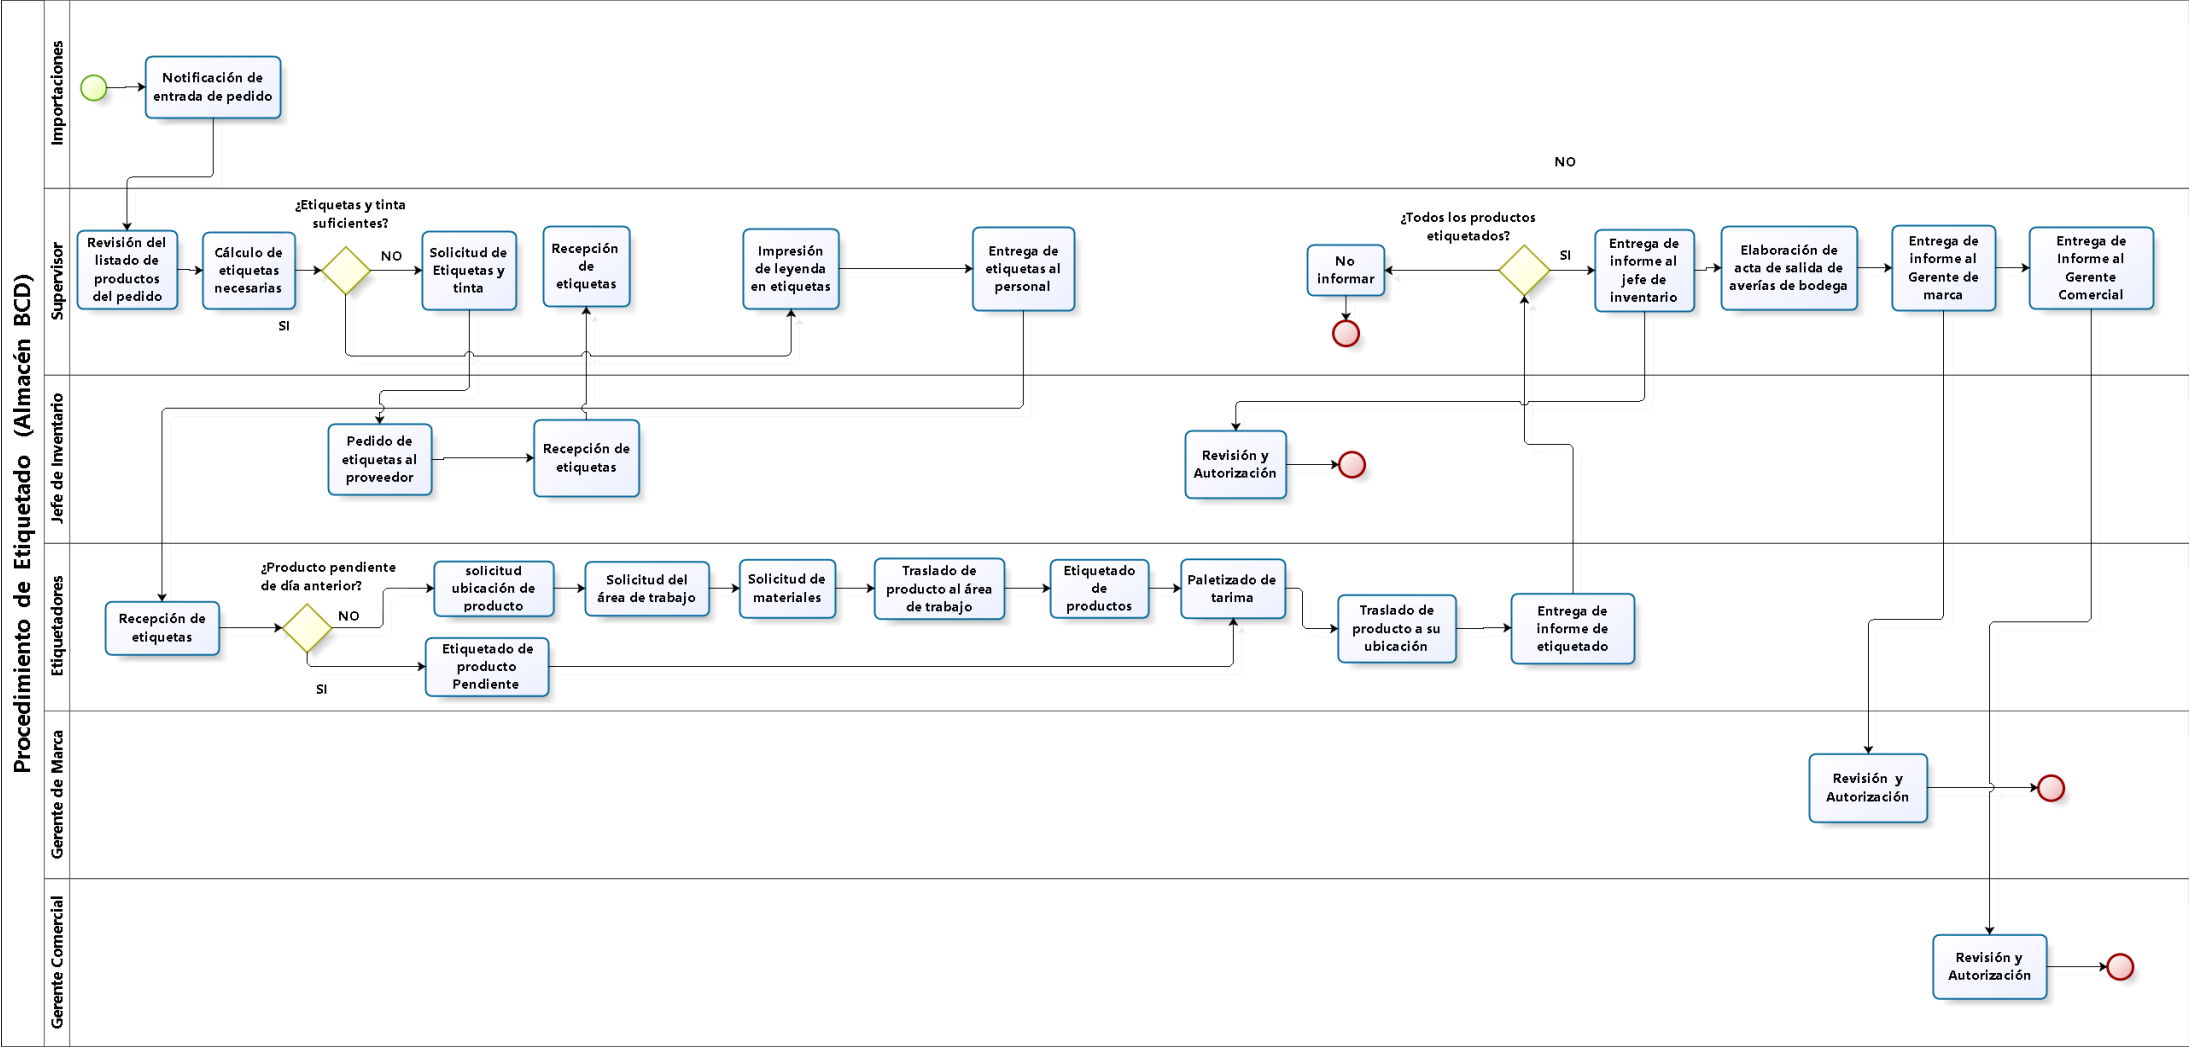 Procedimiento de Etiquetado (Almacén BCD)
Importaciones
Notificación de
entrada de pedido
NO
Supervisor
Revisión del
listado de
productos
del pedido
Cálculo de
etiquetas
necesarias
¿Etiquetas y tinta
suficientes?
NO
SI
Solicitud de
Etiquetas y
tinta
Recepción
de
etiquetas
Impresión
de leyenda
en etiquetas
Entrega de
etiquetas al
personal
No
informar
¿Todos los productos
etiquetados?
SI
Entrega de
informe al
jefe de
inventario
Elaboración de
acta de salida de
averías de bodega
Entrega de
informe al
Gerente de
marca
Entrega de
Informe al
Gerente
Comercial
Jefe de Inventario
Pedido de
etiquetas al
proveedor
Recepción de
etiquetas
Revisión y
Autorización
Etiquetadores
Recepción de
etiquetas
¿Producto pendiente
de día anterior?
NO
SI
solicitud
ubicación de
producto
Solicitud del
área de trabajo
Solicitud de
materiales
Traslado de
producto al área
de trabajo
Etiquetado
de
productos
Paletizado de
tarima
Etiquetado de
producto
Pendiente
Traslado de
producto a su
ubicación
Entrega de
informe de
etiquetado
Gerente de Marca
Revisión y
Autorización
Gerente Comercial
Revisión y
Autorización